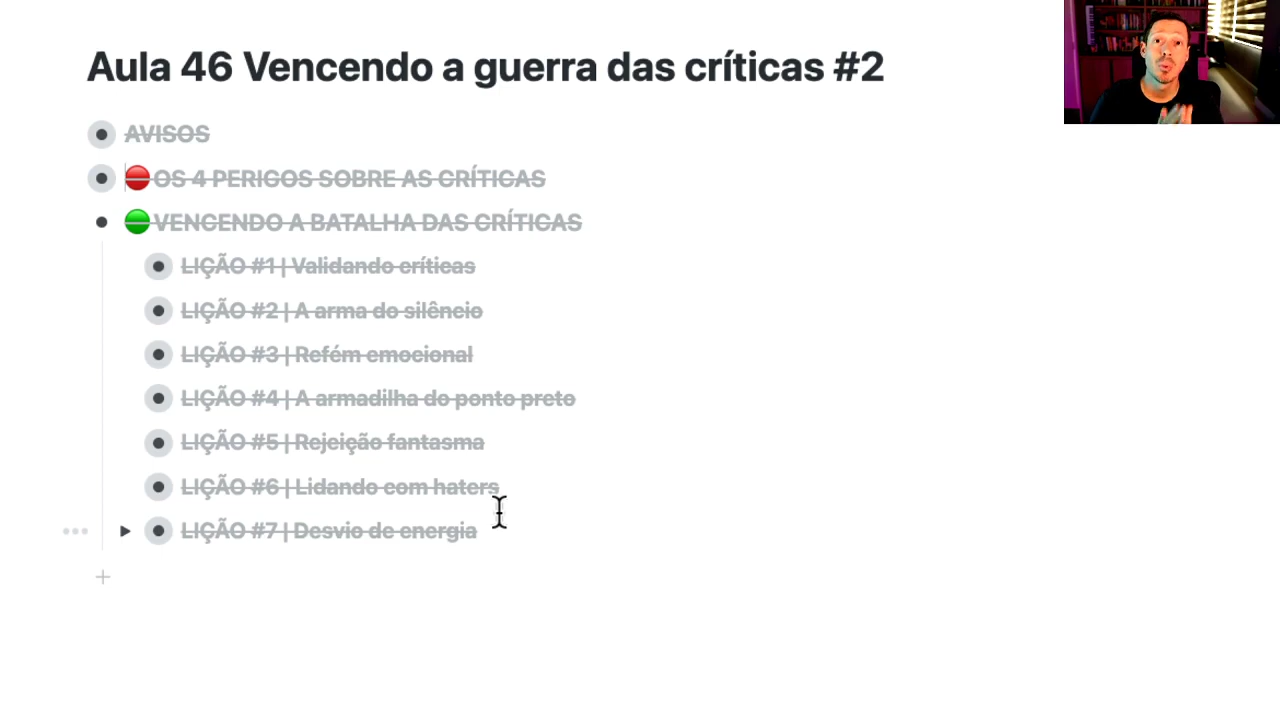 Aula 46 Vencendo a guerra das críticas #2
AVISOS
🔴 OS 4 PERIGOS SOBRE AS CRÍTICAS
🟢 VENCENDO A BATALHA DAS CRÍTICAS
LIÇÃO #1 | Validando críticas
LIÇÃO #2 | A arma do silêncio
LIÇÃO #3 | Refém emocional
LIÇÃO #4 | A armadilha do ponto preto
LIÇÃO #5 | Rejeição fantasma
LIÇÃO #6 | Lidando com haters
LIÇÃO #7 | Desvio de energia